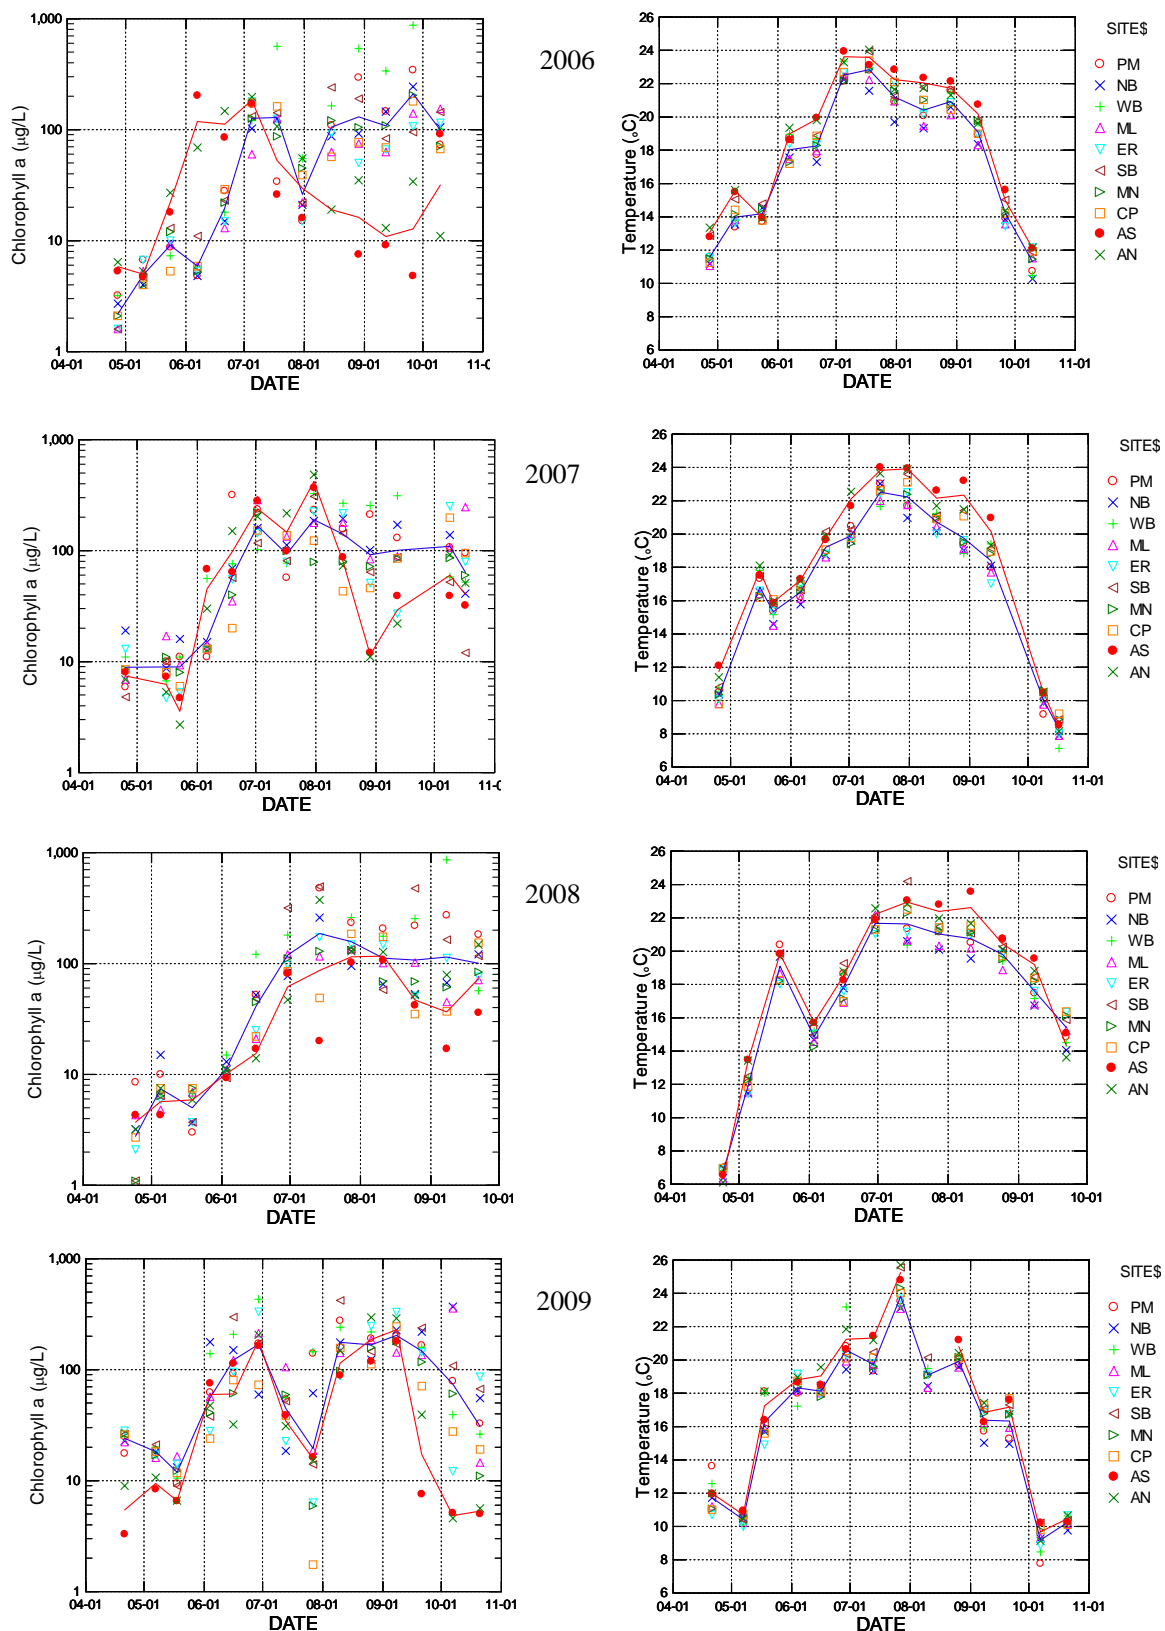 1,000
100
10
1
Chlorophyll a (µg/L)
04-01 05-01 06-01 07-01 08-01 09-01 10-01 11-0
DATE
2006
26
24
22
20
18
16
14
12
10
8
6
Temperature (°C)
04-01 05-01 06-01 07-01 08-01 09-01 10-01 11-01
DATE
SITE$
PM
NB
WB
ML
ER
SB
MN
CP
AS
AN
1,000
100
10
1
Chlorophyll a (µg/L)
04-01 05-01 06-01 07-01 08-01 09-01 10-01 11-0
DATE
2007
26
24
22
20
18
16
14
12
10
8
6
Temperature (°C)
04-01 05-01 06-01 07-01 08-01 09-01 10-01 11-01
DATE
SITE$
PM
NB
WB
ML
ER
SB
MN
CP
AS
AN
1,000
100
10
1
Chlorophyll a (µg/L)
04-01 05-01 06-01 07-01 08-01 09-01 10-01
DATE
2008
26
24
22
20
18
16
14
12
10
8
6
Temperature (°C)
04-01 05-01 06-01 07-01 08-01 09-01 10-01
DATE
SITE$
PM
NB
WB
ML
ER
SB
MN
CP
AS
AN
1,000
100
10
1
Chlorophyll a (µg/L)
04-01 05-01 06-01 07-01 08-01 09-01 10-01 11-01
DATE
2009
26
24
22
20
18
16
14
12
10
8
6
Temperature (°C)
04-01 05-01 06-01 07-01 08-01 09-01 10-01 11-01
DATE
SITE$
PM
NB
WB
ML
ER
SB
MN
CP
AS
AN